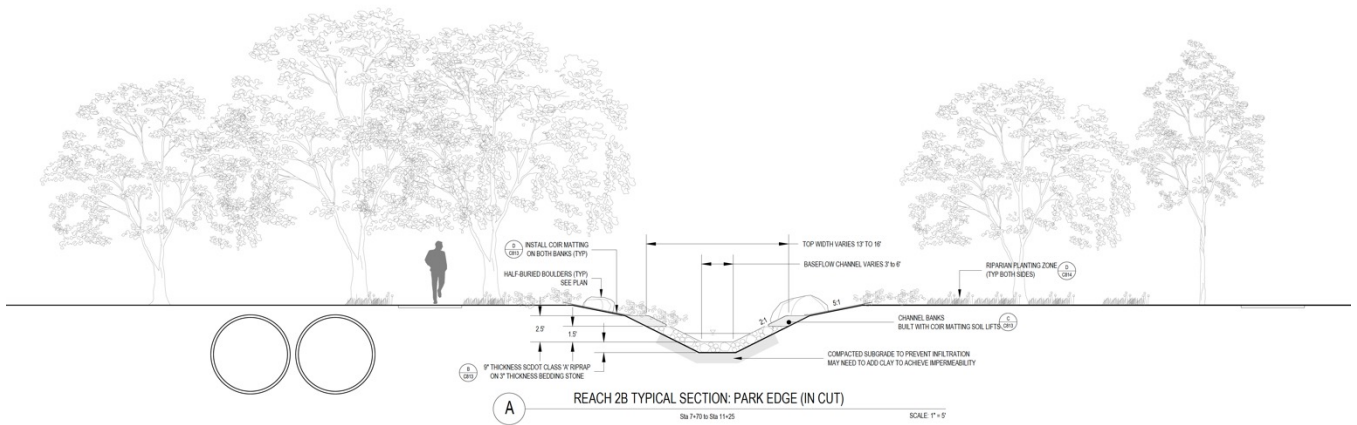 TOP WIDTH VARIES 13' TO 16'
D
C813
INSTALL COIR MATTING
ON BOTH BANKS (TYP)
BASEFLOW CHANNEL VARIES 3' to 6'
HALF-BURIED BOULDERS (TYP)
SEE PLAN
RIPARIAN PLANTING ZONE
(TYP BOTH SIDES)
D
C814
5:1
2:1
2.5'
1.5'
CHANNEL BANKS
BUILT WITH COIR MATTING SOIL LIFTS
C
C813
COMPACTED SUBGRADE TO PREVENT INFILTRATION
MAY NEED TO ADD CLAY TO ACHIEVE IMPERMEABILITY
B
C813
9" THICKNESS SCDOT CLASS 'A' RIPRAP
ON 3" THICKNESS BEDDING STONE
A
REACH 2B TYPICAL SECTION: PARK EDGE (IN CUT)
Sta 7+70 to Sta 11+25
SCALE: 1" = 5'